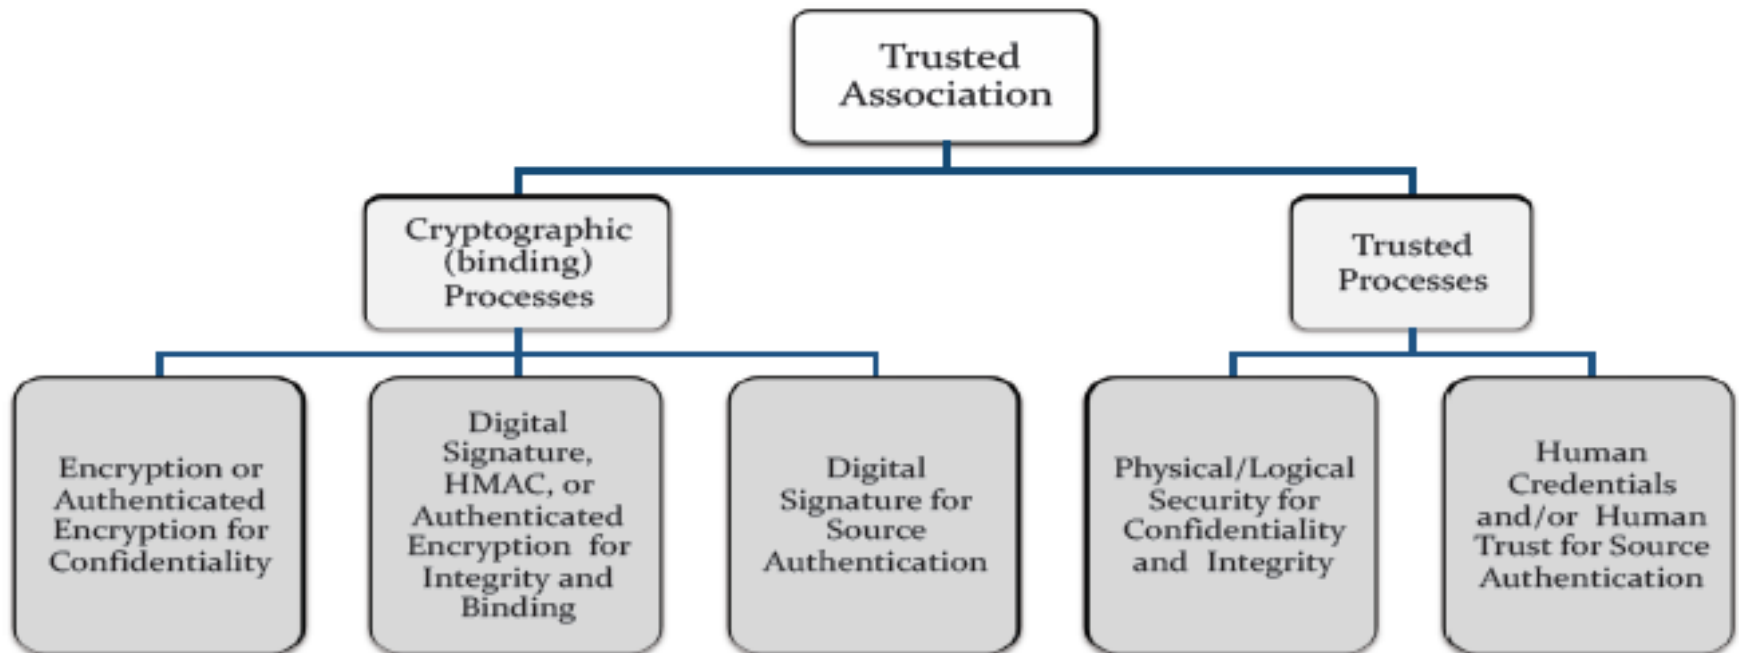 Trusted
Association
Cryptographic
(binding)
Processes
Trusted
Processes
Encryption or
Authenticated
Encryption for
Confidentiality
Digital
Signature,
HMAC, or
Authenticated
Encryption for
Integrity and
Binding
Digital
Signature for
Source
Authentication
Physical/Logical
Security for
Confidentiality
and Integrity
Human
Credentials
and/or Human
Trust for Source
Authentication